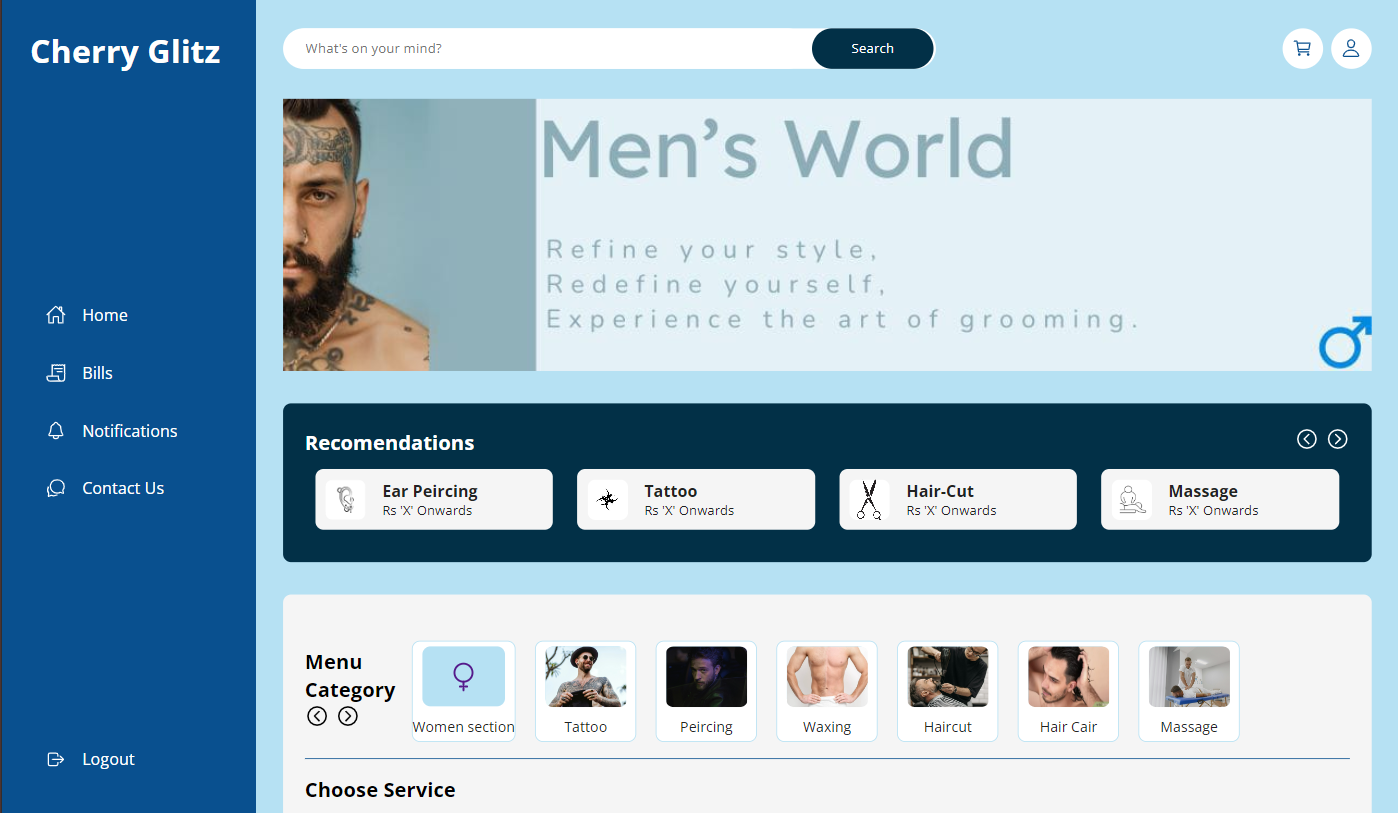 Cherry Glitz
What's on your mind?
Search
Men's World
Refine your style,
Redefine yourself,
Experience the art of grooming.
Home
Bills
Notifications
Contact Us
Logout
Recomendations
Ear Peircing
Rs 'X' Onwards
Tattoo
Rs 'X' Onwards
Hair-Cut
Rs 'X' Onwards
Massage
Rs 'X' Onwards
Menu
Category
Women section
Tattoo
Peircing
Waxing
Haircut
Hair Cair
Massage
Choose Service